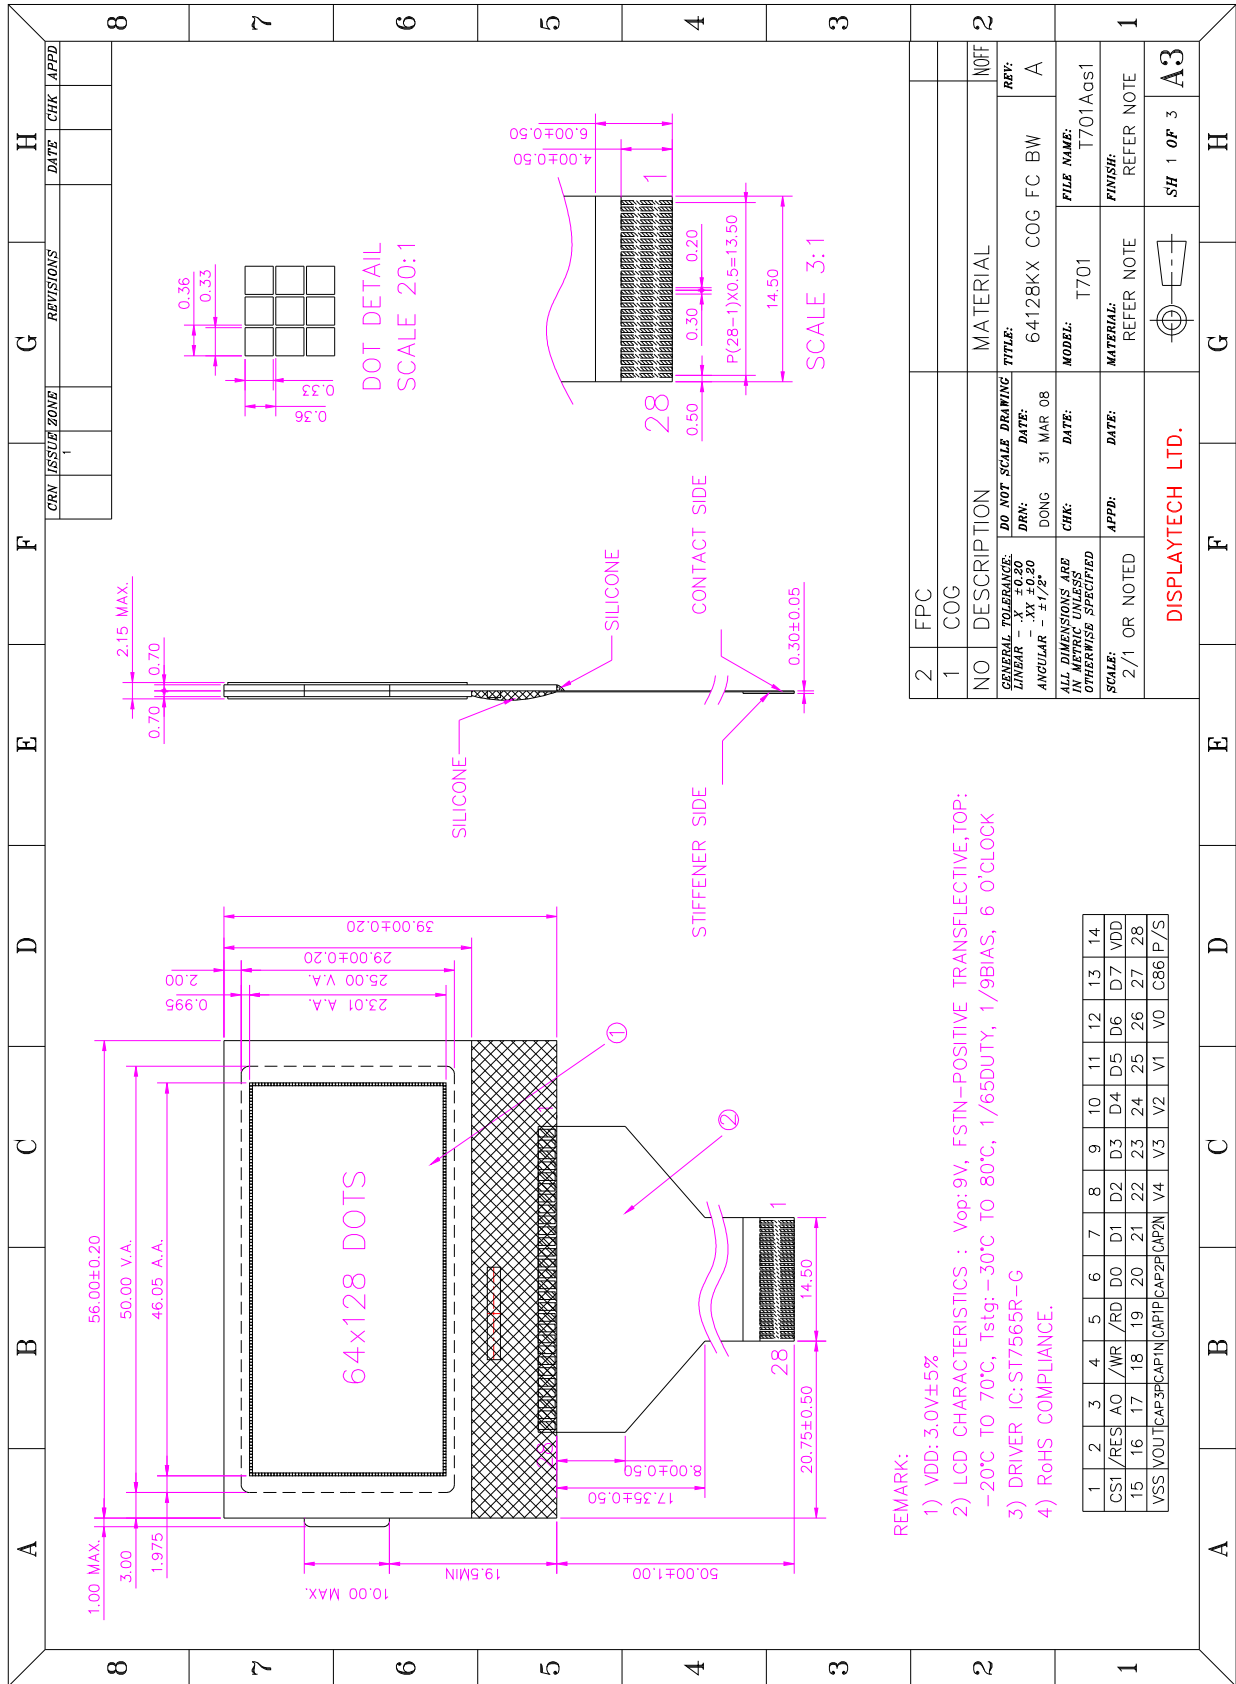 A B C D E F G H
8 7 6 5 4 3 2 1
CRN ISSUE ZONE REVISIONS DATE CHK APPD
1
1.00 MAX.
3.00
1.975
56.00±0.20
50.00 V.A.
46.05 A.A.
0.995
2.00
23.01 A.A.
25.00 V.A.
29.00±0.20
39.00±0.20
64x128 DOTS
10.00 MAX.
19.5MIN
50.00±1.00
17.35±0.50
8.00±0.50
28
1
1
2
28
1
20.75±0.50
14.50
2.15 MAX.
0.70
0.70
SILICONE
SILICONE
STIFFENER SIDE
CONTACT SIDE
0.30±0.05
0.36
0.33
0.33
0.36
DOT DETAIL
SCALE 20:1
6.00±0.50
4.00±0.50
28
1
0.50
0.30
0.20
P(28-1)X0.5=13.50
14.50
SCALE 3:1
REMARK:
1) VDD: 3.0V±5%
2) LCD CHARACTERISTICS : Vop: 9V, FSTN-POSITIVE TRANSFLECTIVE,TOP:
-20°C TO 70°C, Tstg: -30°C TO 80°C, 1/65DUTY, 1/9BIAS, 6 O'CLOCK
3) DRIVER IC: ST7565R-G
4) RoHS COMPLIANCE.
1 2 3 4 5 6 7 8 9 10 11 12 13 14
CS1 /RES AO /WR /RD D0 D1 D2 D3 D4 D5 D6 D7 VDD
15 16 17 18 19 20 21 22 23 24 25 26 27 28
VSS VOUT CAP3P CAP1N CAP1P CAP2P CAP2N V4 V3 V2 V1 V0 C86 P/S
2 FPC
1 COG
NO DESCRIPTION MATERIAL NOFF
GENERAL TOLERANCE:
LINEAR - .X ±0.20
- .XX ±0.20
ANGULAR - ±1/2°
DO NOT SCALE DRAWING
DRN: DATE:
DONG 31 MAR 08
TITLE:
64128KX COG FC BW
REV:
A
ALL DIMENSIONS ARE
IN METRIC UNLESS
OTHERWISE SPECIFIED
CHK: DATE:
MODEL:
T701
FILE NAME:
T701Aas1
SCALE:
2/1 OR NOTED
APPD: DATE:
MATERIAL:
REFER NOTE
FINISH:
REFER NOTE
DISPLAYTECH LTD.
SH 1 OF 3
A3
8 7 6 5 4 3 2 1
A B C D E F G H